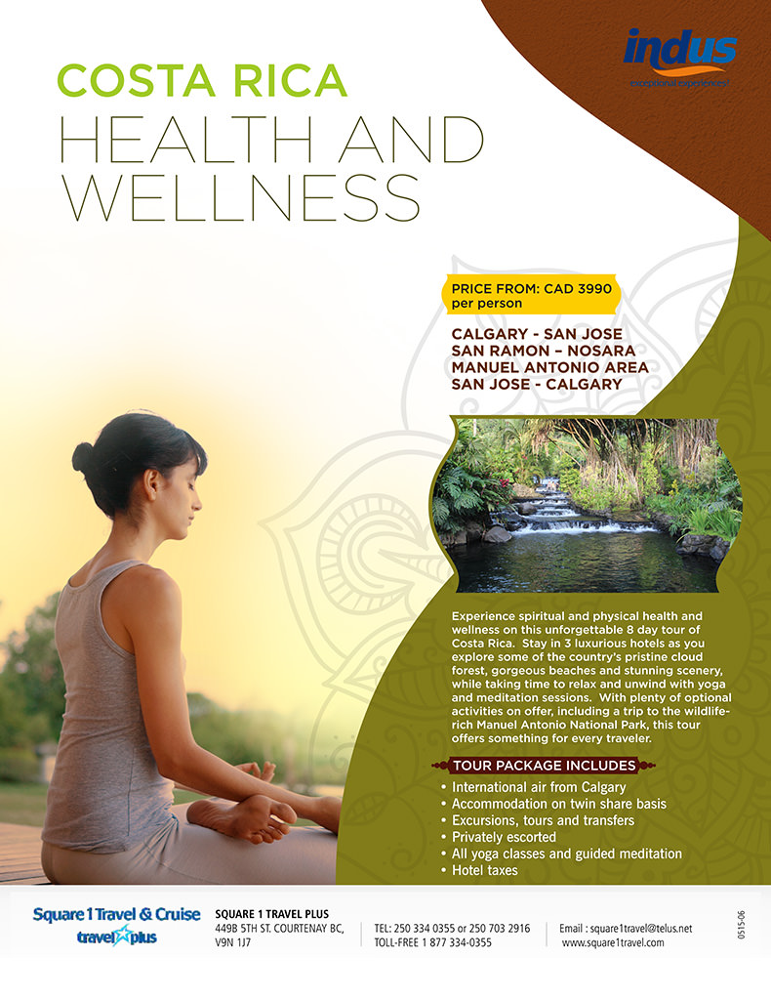 indus
exceptional experiences!
COSTA RICA
HEALTH AND
WELLNESS
PRICE FROM: CAD 3990
per person
CALGARY - SAN JOSE
SAN RAMON – NOSARA
MANUEL ANTONIO AREA
SAN JOSE - CALGARY
Experience spiritual and physical health and
wellness on this unforgettable 8 day tour of
Costa Rica. Stay in 3 luxurious hotels as you
explore some of the country's pristine cloud
forest, gorgeous beaches and stunning scenery,
while taking time to relax and unwind with yoga
and meditation sessions. With plenty of optional
activities on offer, including a trip to the wildlife-
rich Manuel Antonio National Park, this tour
offers something for every traveler.
TOUR PACKAGE INCLUDES
• International air from Calgary
• Accommodation on twin share basis
• Excursions, tours and transfers
• Privately escorted
• All yoga classes and guided meditation
• Hotel taxes
Square 1 Travel & Cruise
travel plus
SQUARE 1 TRAVEL PLUS
449B 5TH ST. COURTENAY BC,
V9N 1J7
TEL: 250 334 0355 or 250 703 2916
TOLL-FREE 1 877 334-0355
Email : square1travel@telus.net
www.square1travel.com
0515-06